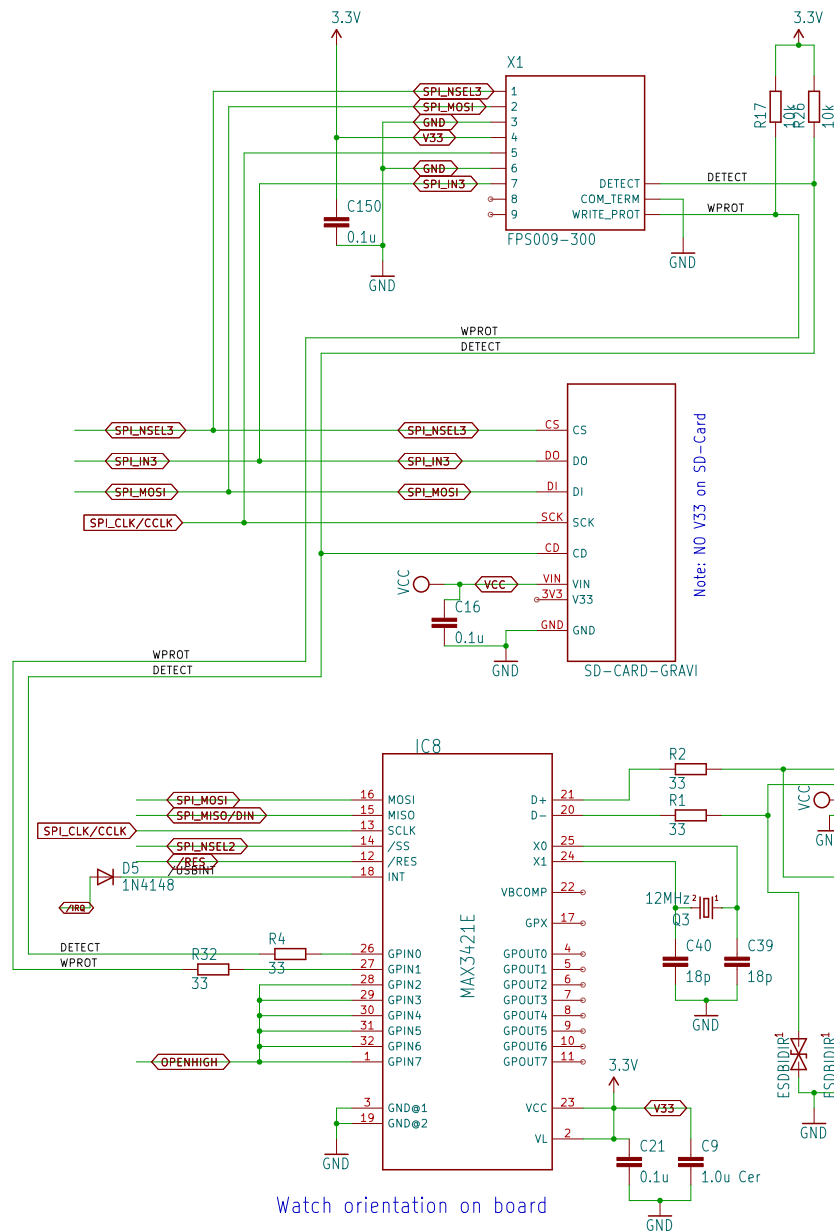 3.3V
3.3V
X1
SPI_NSEL3
1
SPI_MOSI
2
GND
3
V33
4
5
GND
6
SPI_IN3
7
8
9
DETECT
COM_TERM
WRITE_PROT
FPS009-300
DETECT
WPROT
R17
10k
R26
10k
C150
0.1u
GND
GND
WPROT
DETECT
SPI_NSEL3
SPI_NSEL3
CS
CS
SPI_IN3
SPI_IN3
DO
DO
SPI_MOSI
SPI_MOSI
DI
DI
SPI_CLK/CCLK
SCK
SCK
CD
CD
VCC
VCC
VIN
VIN
3V3
V33
C16
0.1u
GND
GND
GND
SD-CARD-GRAVI
Note: NO V33 on SD-Card
WPROT
DETECT
IC8
SPI_MOSI
16
MOSI
SPI_MISO/DIN
15
MISO
SPI_CLK/CCLK
13
SCLK
SPI_NSEL2
14
/SS
/RES
12
/RES
/USBINT
18
INT
D5
1N4148
/IRQ
DETECT
R4
33
26
GPIN0
WPROT
R32
33
27
GPIN1
28
GPIN2
29
GPIN3
30
GPIN4
31
GPIN5
32
GPIN6
OPENHIGH
1
GPIN7
3
GND@1
19
GND@2
GND
MAX3421E
D+
21
R2
33
D-
20
R1
33
X0
25
X1
24
VBCOMP
22
GPX
17
GPOUT0
4
GPOUT1
5
GPOUT2
6
GPOUT3
7
GPOUT4
8
GPOUT5
9
GPOUT6
10
GPOUT7
11
VCC
23
VL
2
12MHz
2
1
Q3
C40
18p
C39
18p
GND
VCC
GND
ESDBIDIR
1
ESDBIDIR
1
GND
3.3V
V33
C21
0.1u
C9
1.0u Cer
GND
Watch orientation on board